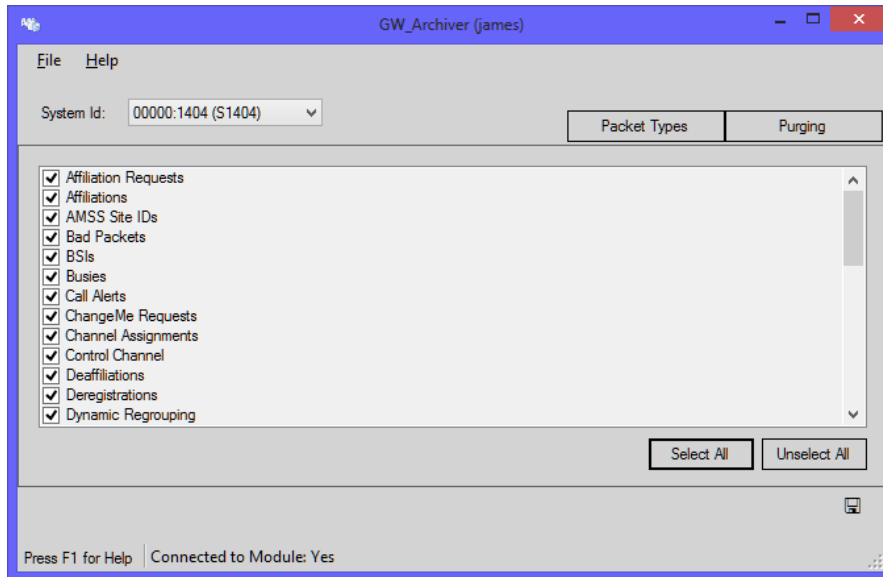 GW_Archiver (james)
File Help
System Id: 00000:1404 (S1404)
Packet Types Purging
Affiliation Requests
Affiliations
AMSS Site IDs
Bad Packets
BSIs
Busies
Call Alerts
ChangeMe Requests
Channel Assignments
Control Channel
Deaffiliations
Deregistrations
Dynamic Regrouping
Select All Unselect All
Press F1 for Help Connected to Module: Yes